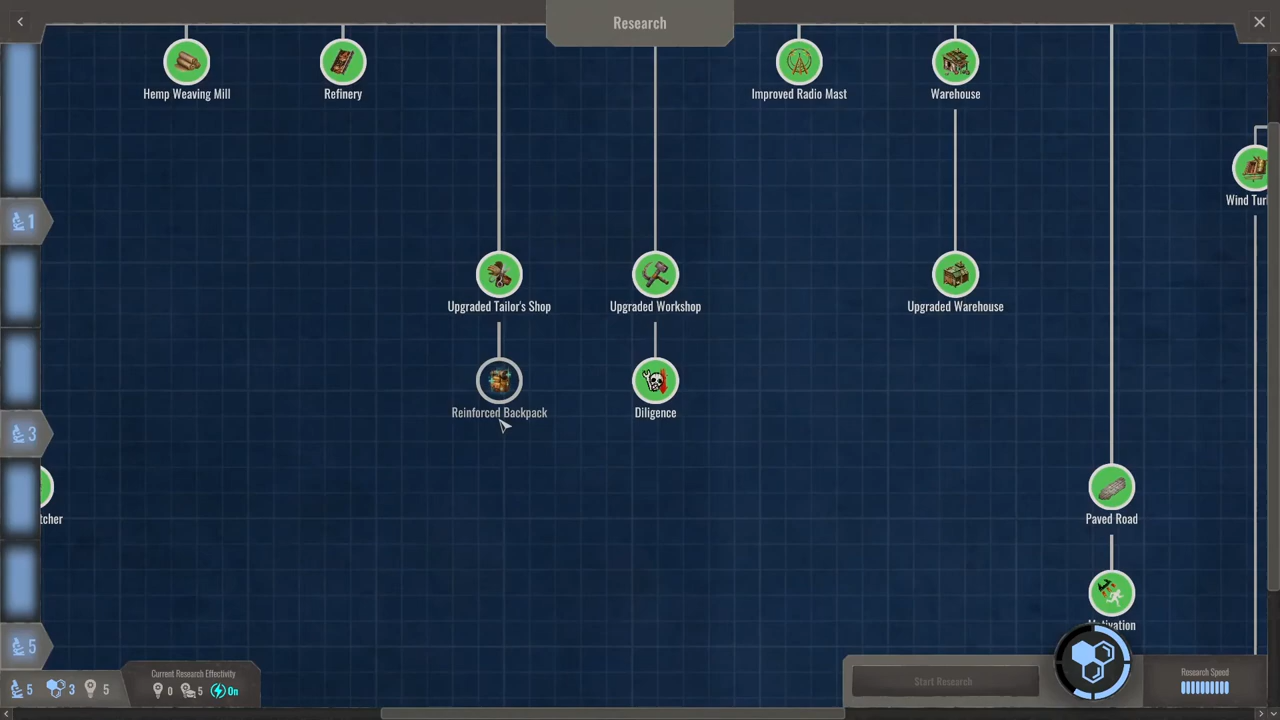 Research
Hemp Weaving Mill
Refinery
Improved Radio Mast
Warehouse
Wind Tur
1
Upgraded Tailor's Shop
Upgraded Workshop
Upgraded Warehouse
Reinforced Backpack
Diligence
3
tcher
Paved Road
Motivation
5
5 3 5
Current Research Effectivity
0 5 On
Start Research
Research Speed